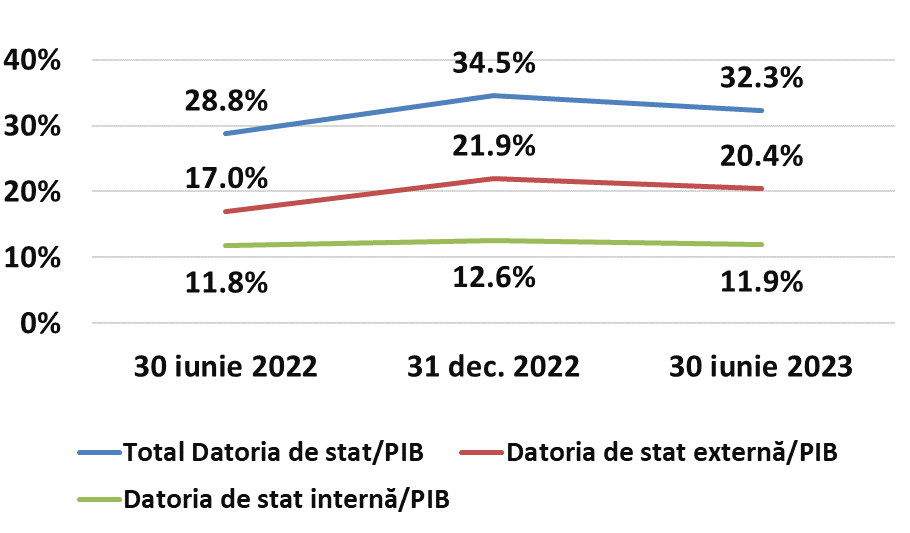 40%
30%
20%
10%
0%
28.8%
34.5%
32.3%
17.0%
21.9%
20.4%
11.8%
12.6%
11.9%
30 iunie 2022
31 dec. 2022
30 iunie 2023
Total Datoria de stat/PIB
Datoria de stat externă/PIB
Datoria de stat internă/PIB